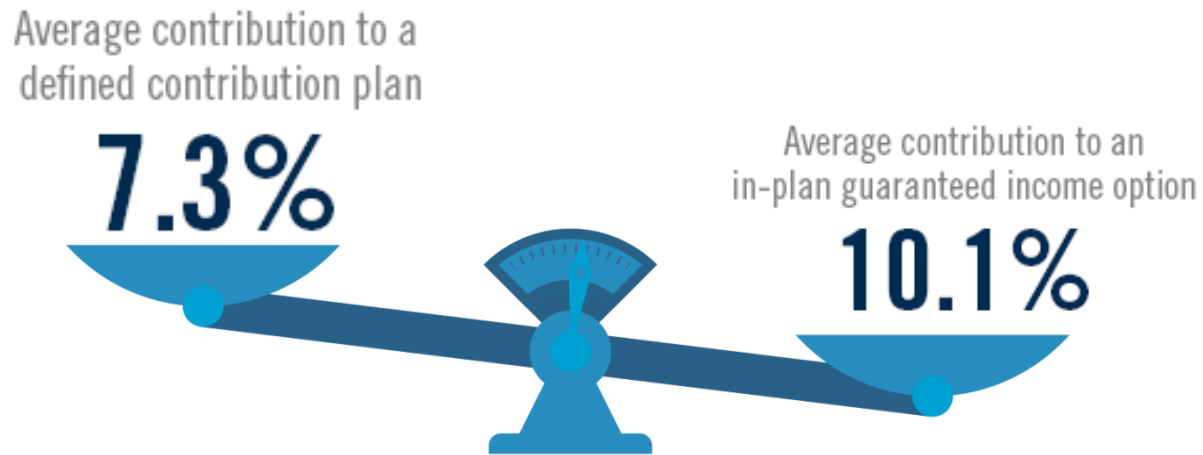 Average contribution to a
defined contribution plan
7.3%
Average contribution to an
in-plan guaranteed income option
10.1%